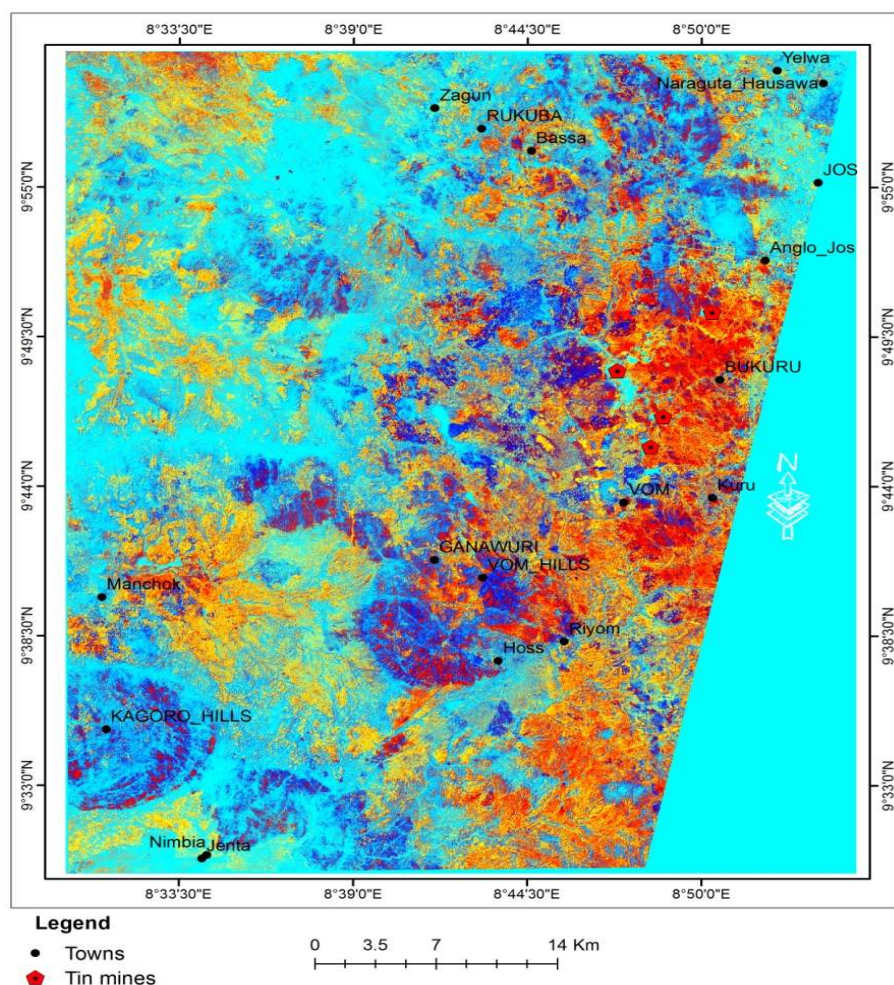 8°33'30"E 8°39'0"E 8°44'30"E 8°50'0"E
Yelwa
Naraguta_Hausawa
Zagun
RUKUBA
Bassa
9°55'0"N 9°55'0"N
JOS
Anglo_Jos
9°49'30"N 9°49'30"N
BUKURU
N
9°44'0"N 9°44'0"N
VOM Kuru
GANAWURI
VOM_HILLS
Manchok
Riyom
9°38'30"N 9°38'30"N
Hoss
KAGORO_HILLS
9°33'0"N 9°33'0"N
Nimbia Jenta
8°33'30"E 8°39'0"E 8°44'30"E 8°50'0"E
Legend
Towns
Tin mines
0 3.5 7 14 Km